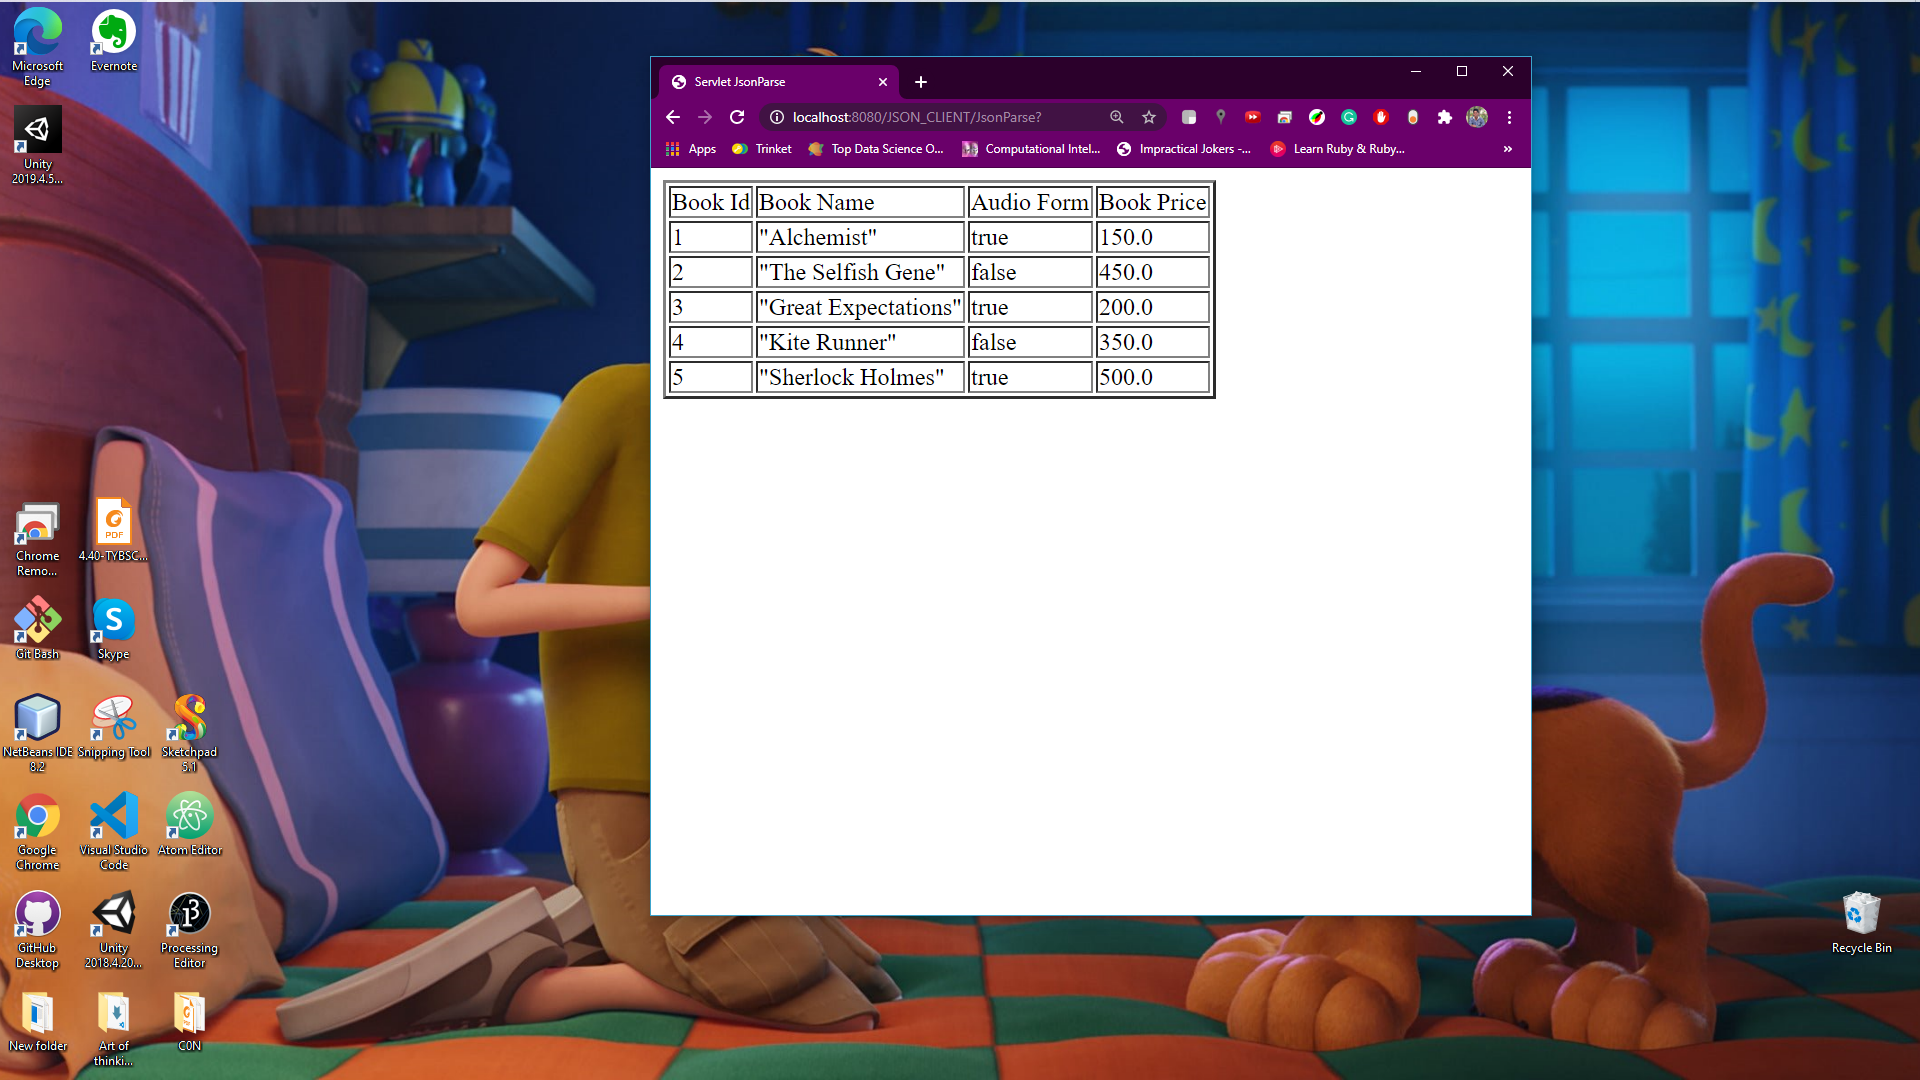 Microsoft
Edge
Evernote
Unity
2019.4.5...
Chrome
Remo...
PDF
4.40-TYBSC...
Git Bash
S
Skype
NetBeans IDE
8.2
Snipping Tool
Sketchpad
5.1
Google
Chrome
Visual Studio
Code
Atom Editor
GitHub
Desktop
Unity
2018.4.20...
Processing
Editor
New folder
Art of
thinki...
C0N
Servlet JsonParse
localhost:8080/JSON_CLIENT/JsonParse?
Apps Trinket Top Data Science O... Computational Intel... Impractical Jokers -... Learn Ruby & Ruby... »
Book Id Book Name Audio Form Book Price
1 "Alchemist" true 150.0
2 "The Selfish Gene" false 450.0
3 "Great Expectations" true 200.0
4 "Kite Runner" false 350.0
5 "Sherlock Holmes" true 500.0
Recycle Bin